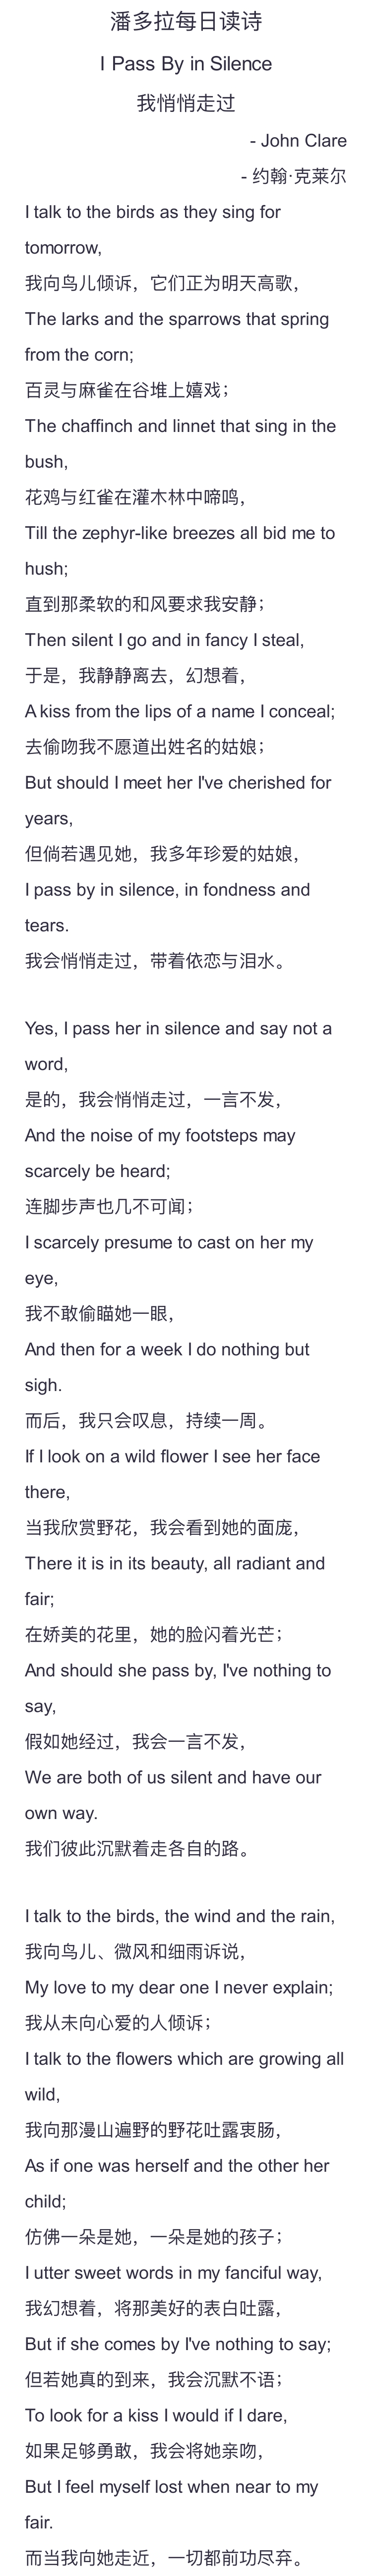 潘多拉每日读诗
I Pass By in Silence
我悄悄走过
- John Clare
- 约翰·克莱尔
I talk to the birds as they sing for
tomorrow,
我向鸟儿倾诉，它们正为明天高歌，
The larks and the sparrows that spring
from the corn;
百灵与麻雀在谷堆上嬉戏；
The chaffinch and linnet that sing in the
bush,
花鸡与红雀在灌木林中啼鸣，
Till the zephyr-like breezes all bid me to
hush;
直到那柔软的和风要求我安静；
Then silent I go and in fancy I steal,
于是，我静静离去，幻想着，
A kiss from the lips of a name I conceal;
去偷吻我不愿道出姓名的姑娘；
But should I meet her I've cherished for
years,
但倘若遇见她，我多年珍爱的姑娘，
I pass by in silence, in fondness and
tears.
我会悄悄走过，带着依恋与泪水。
Yes, I pass her in silence and say not a
word,
是的，我会悄悄走过，一言不发，
And the noise of my footsteps may
scarcely be heard;
连脚步声也几不可闻；
I scarcely presume to cast on her my
eye,
我不敢偷瞄她一眼，
And then for a week I do nothing but
sigh.
而后，我只会叹息，持续一周。
If I look on a wild flower I see her face
there,
当我欣赏野花，我会看到她的面庞，
There it is in its beauty, all radiant and
fair;
在娇美的花里，她的脸闪着光芒；
And should she pass by, I've nothing to
say,
假如她经过，我会一言不发，
We are both of us silent and have our
own way.
我们彼此沉默着走各自的路。
I talk to the birds, the wind and the rain,
我向鸟儿、微风和细雨诉说，
My love to my dear one I never explain;
我从未向心爱的人倾诉；
I talk to the flowers which are growing all
wild,
我向那漫山遍野的野花吐露衷肠，
As if one was herself and the other her
child;
仿佛一朵是她，一朵是她的孩子；
I utter sweet words in my fanciful way,
我幻想着，将那美好的表白吐露，
But if she comes by I've nothing to say;
但若她真的到来，我会沉默不语；
To look for a kiss I would if I dare,
如果足够勇敢，我会将她亲吻，
But I feel myself lost when near to my
fair.
而当我向她走近，一切都前功尽弃。